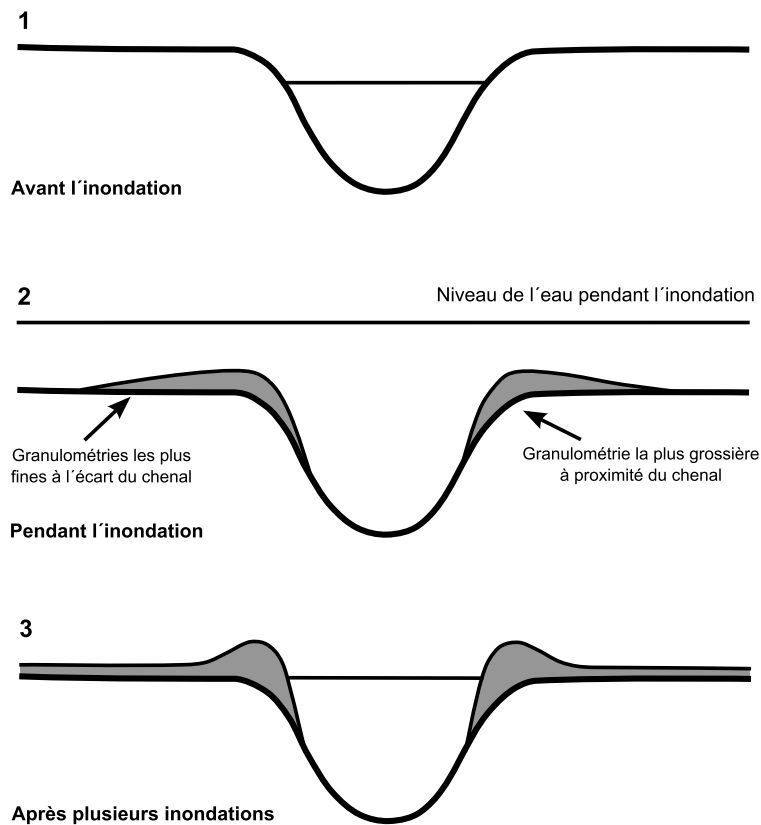 1
Avant l´inondation
2
Niveau de l´eau pendant l´inondation
Granulométries les plus
fines à l´écart du chenal
Granulométrie la plus grossière
à proximité du chenal
Pendant l´inondation
3
Après plusieurs inondations